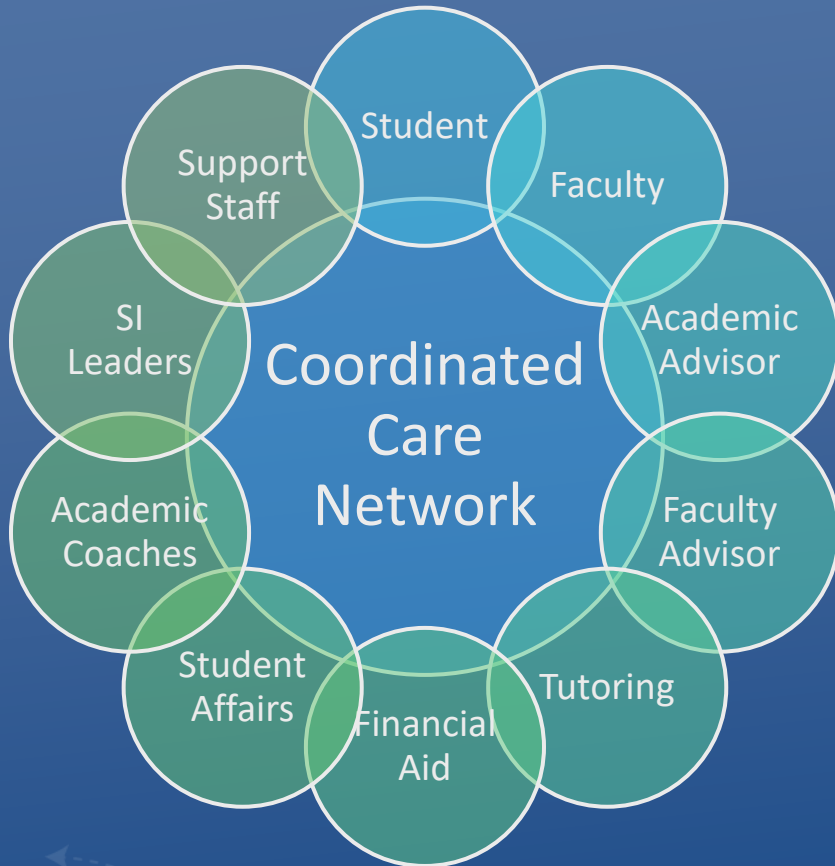 Student
Faculty
Academic
Advisor
Faculty
Advisor
Tutoring
Financial
Aid
Student
Affairs
Academic
Coaches
SI
Leaders
Support
Staff
Coordinated
Care
Network